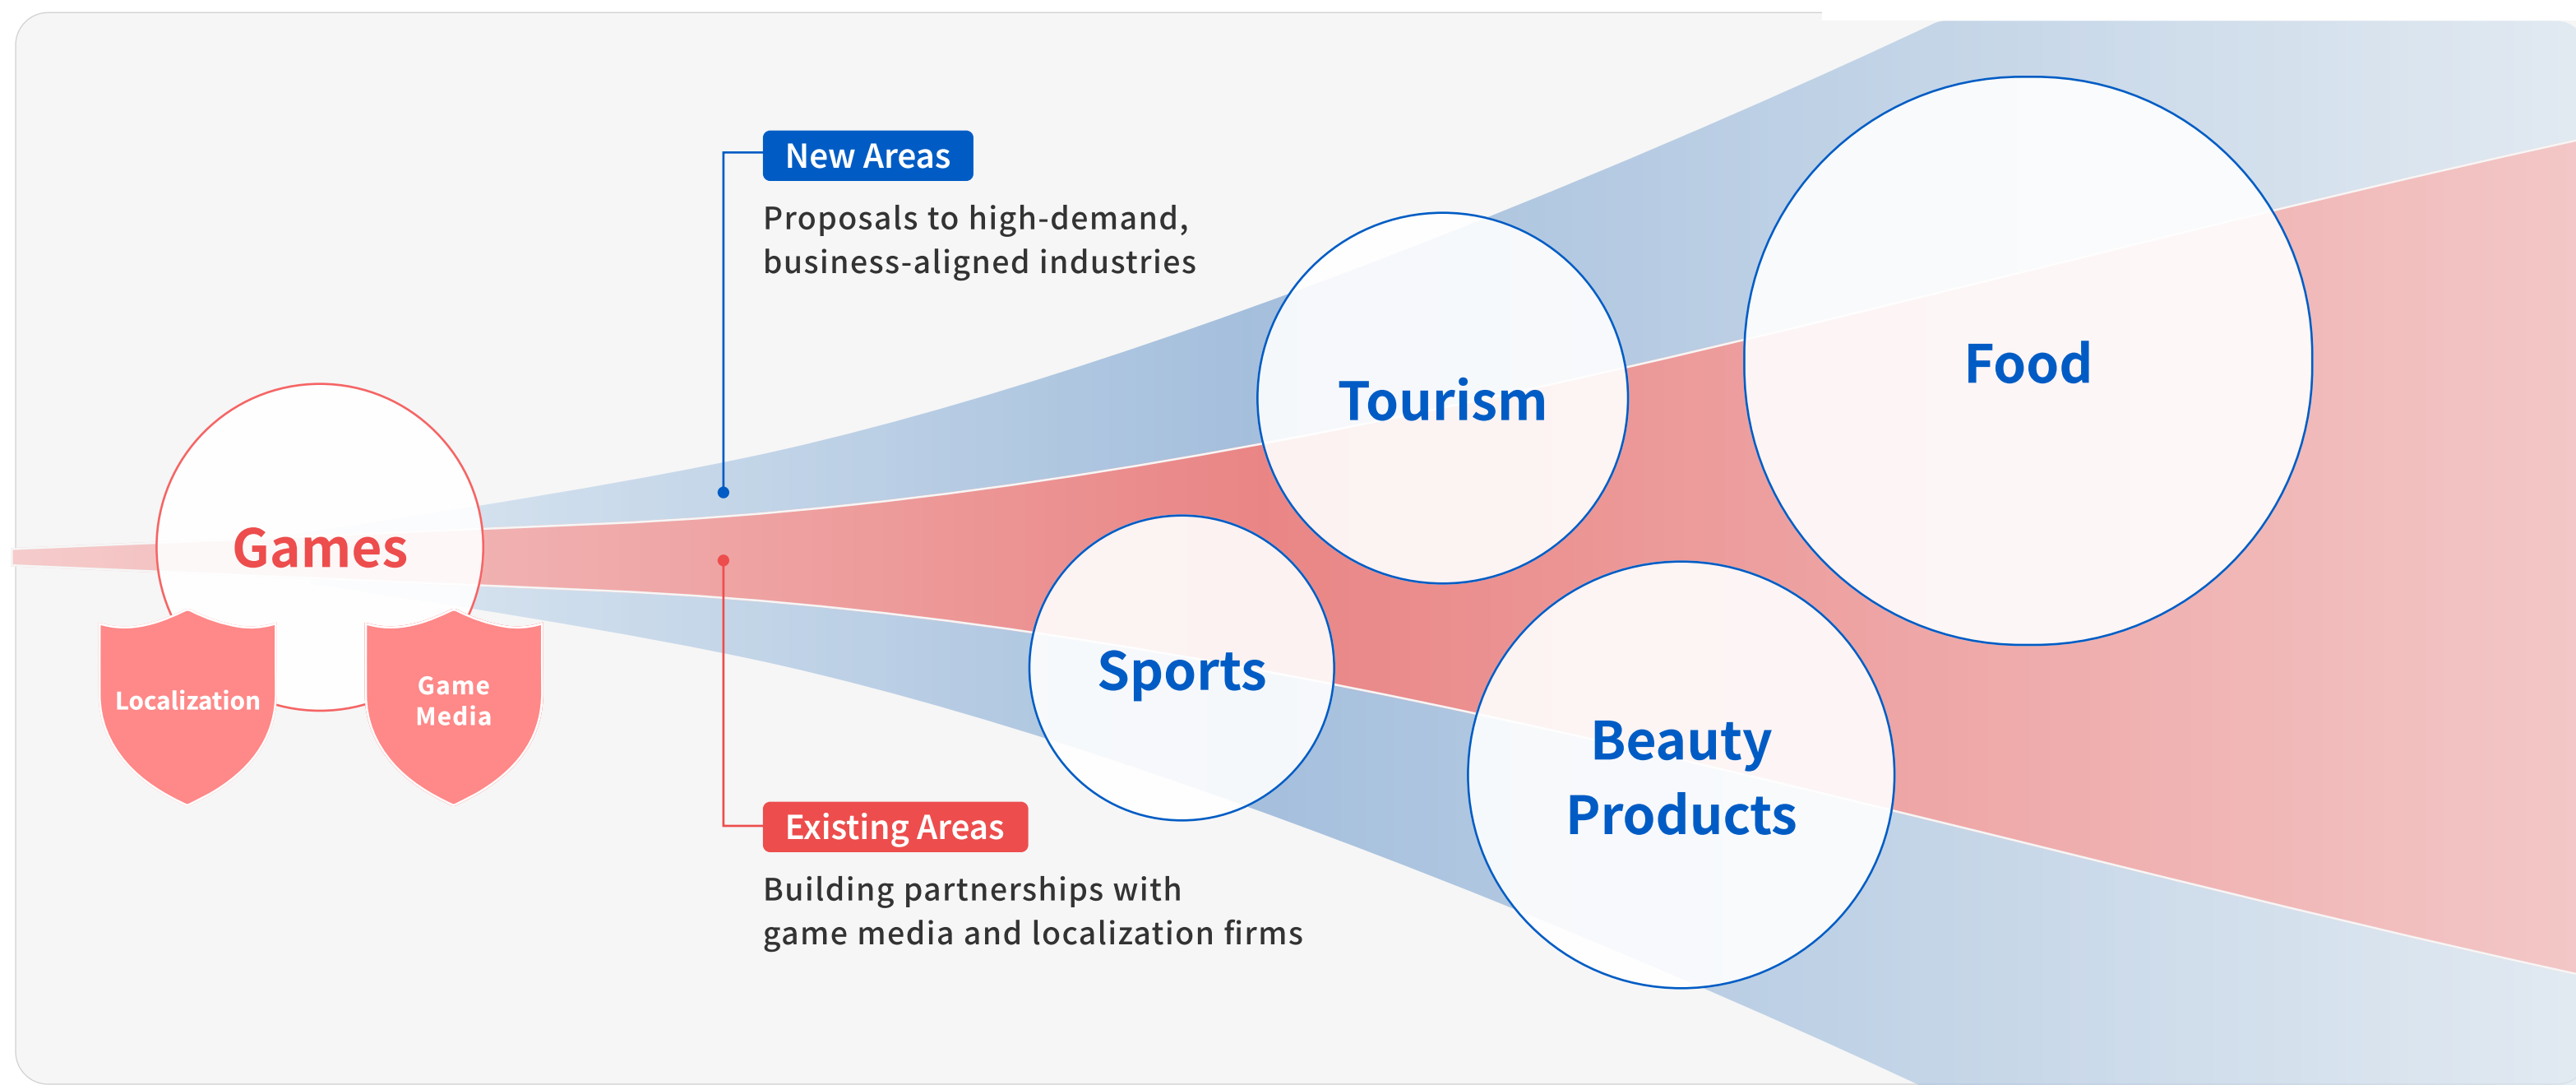 New Areas
Proposals to high-demand,
business-aligned industries
Tourism
Food
Games
Localization
Game
Media
Sports
Beauty
Products
Existing Areas
Building partnerships with
game media and localization firms